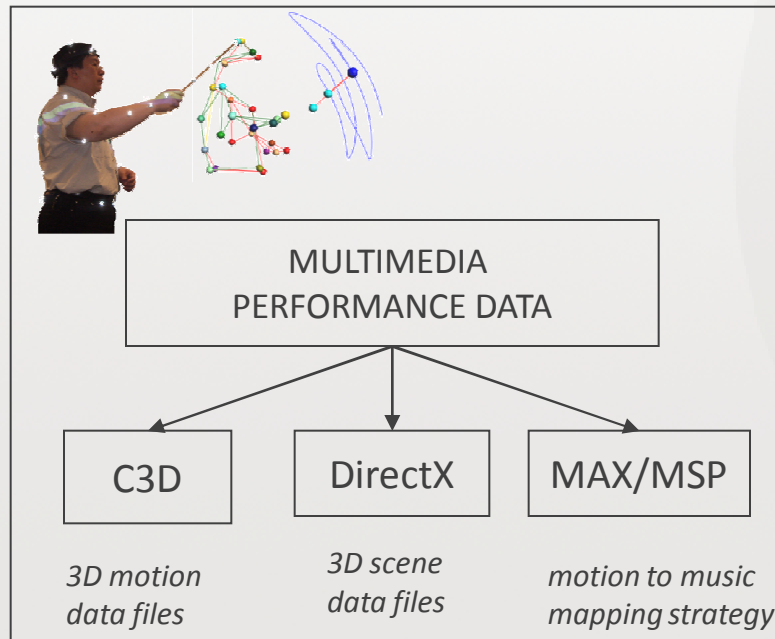 MULTIMEDIA
PERFORMANCE DATA
C3D
DirectX
MAX/MSP
3D motion
data files
3D scene
data files
motion to music
mapping strategy